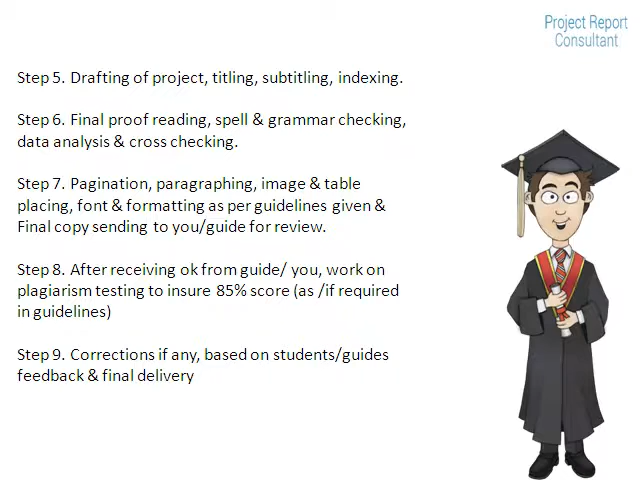 Project Report
Consultant
Step 5. Drafting of project, titling, subtitling, indexing.
Step 6. Final proof reading, spell & grammar checking,
data analysis & cross checking.
Step 7. Pagination, paragraphing, image & table
placing, font & formatting as per guidelines given &
Final copy sending to you/guide for review.
Step 8. After receiving ok from guide/ you, work on
plagiarism testing to insure 85% score (as /if required
in guidelines)
Step 9. Corrections if any, based on students/guides
feedback & final delivery